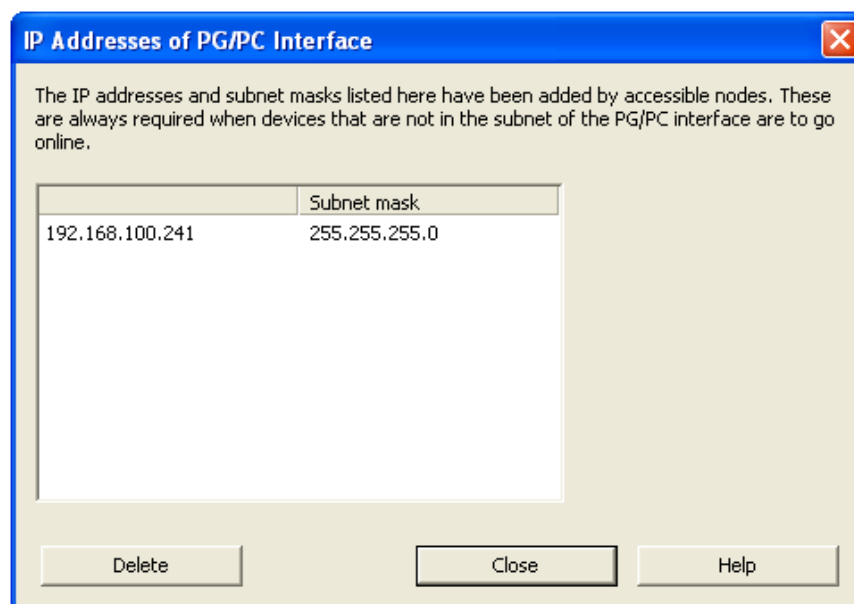 IP Addresses of PG/PC Interface
The IP addresses and subnet masks listed here have been added by accessible nodes. These
are always required when devices that are not in the subnet of the PG/PC interface are to go
online.
Subnet mask
192.168.100.241 255.255.255.0
Delete Close Help